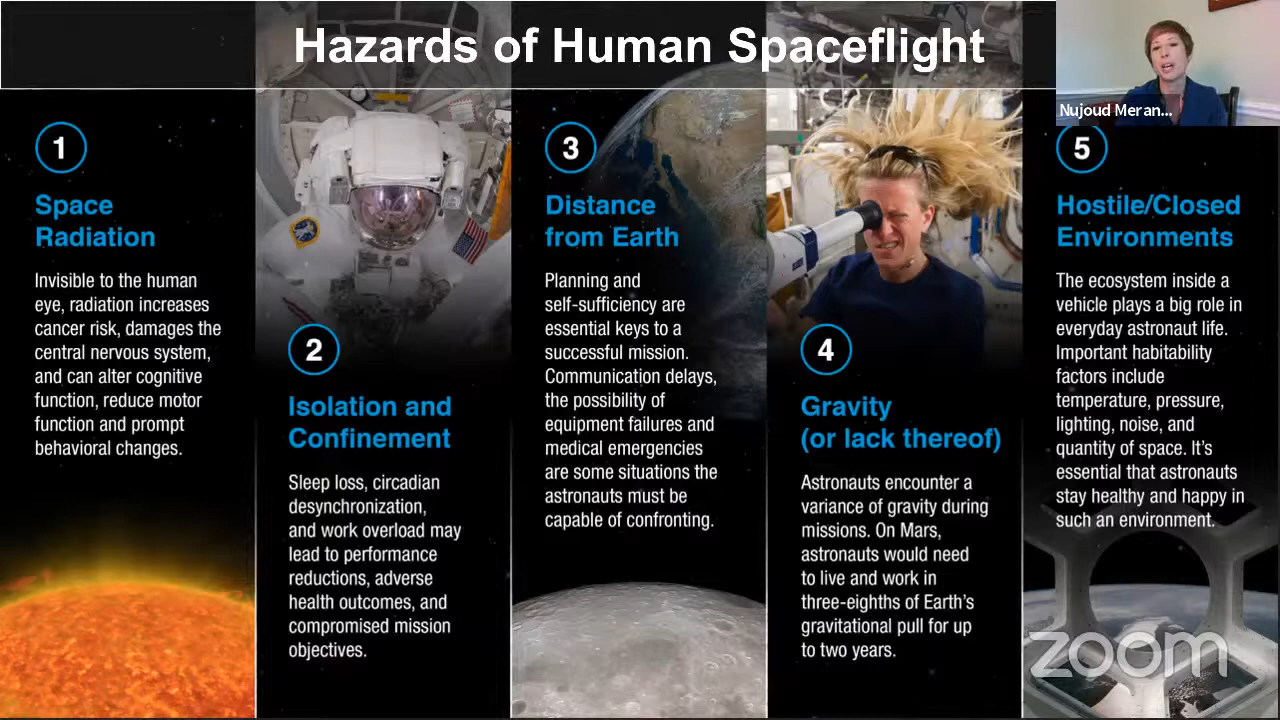 Hazards of Human Spaceflight
Nujoud Meran...
1
Space
Radiation
Invisible to the human
eye, radiation increases
cancer risk, damages the
central nervous system,
and can alter cognitive
function, reduce motor
function and prompt
behavioral changes.
2
Isolation and
Confinement
Sleep loss, circadian
desynchronization,
and work overload may
lead to performance
reductions, adverse
health outcomes, and
compromised mission
objectives.
3
Distance
from Earth
Planning and
self-sufficiency are
essential keys to a
successful mission.
Communication delays,
the possibility of
equipment failures and
medical emergencies
are some situations the
astronauts must be
capable of confronting.
4
Gravity
(or lack thereof)
Astronauts encounter a
variance of gravity during
missions. On Mars,
astronauts would need
to live and work in
three-eighths of Earth's
gravitational pull for up
to two years.
5
Hostile/Closed
Environments
The ecosystem inside a
vehicle plays a big role in
everyday astronaut life.
Important habitability
factors include
temperature, pressure,
lighting, noise, and
quantity of space. It's
essential that astronauts
stay healthy and happy in
such an environment.
zoom